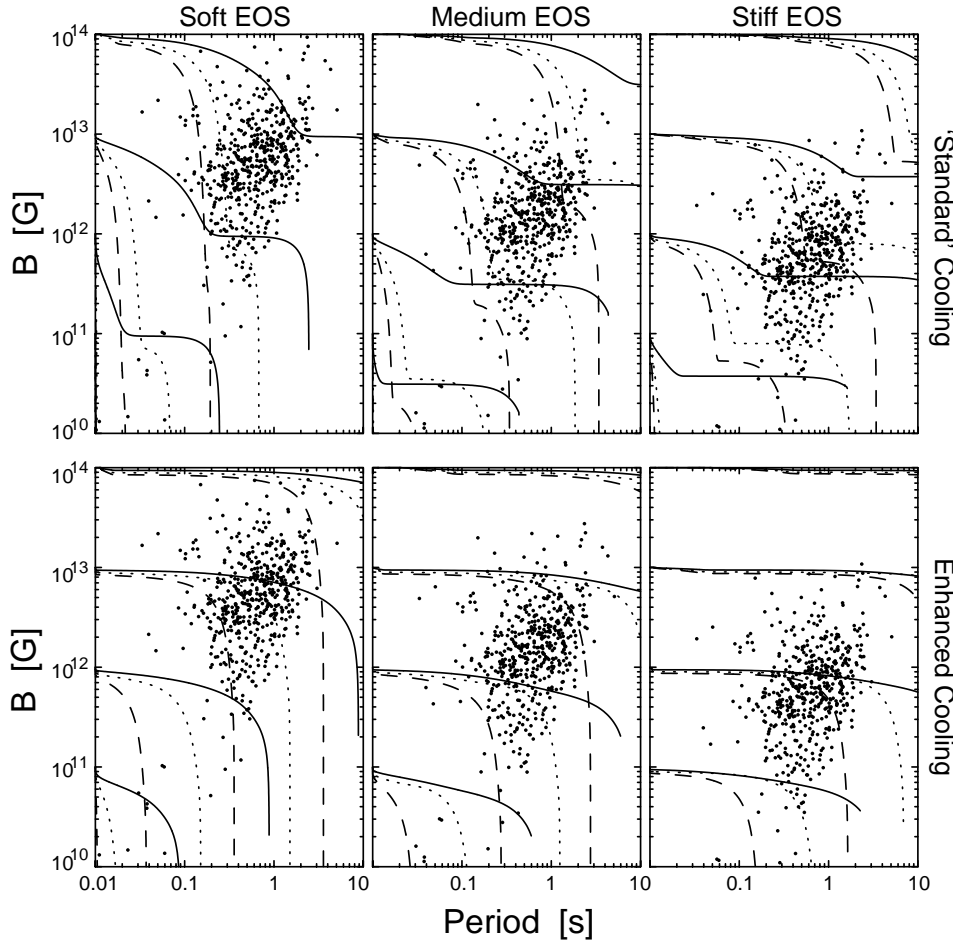 Soft EOS Medium EOS Stiff EOS
10^14
10^13
10^12
10^11
10^10
B [G]
'Standard' Cooling
10^14
10^13
10^12
10^11
10^10
B [G]
Enhanced Cooling
0.01 0.1 1 10 0.1 1 10 0.1 1 10
Period [s]